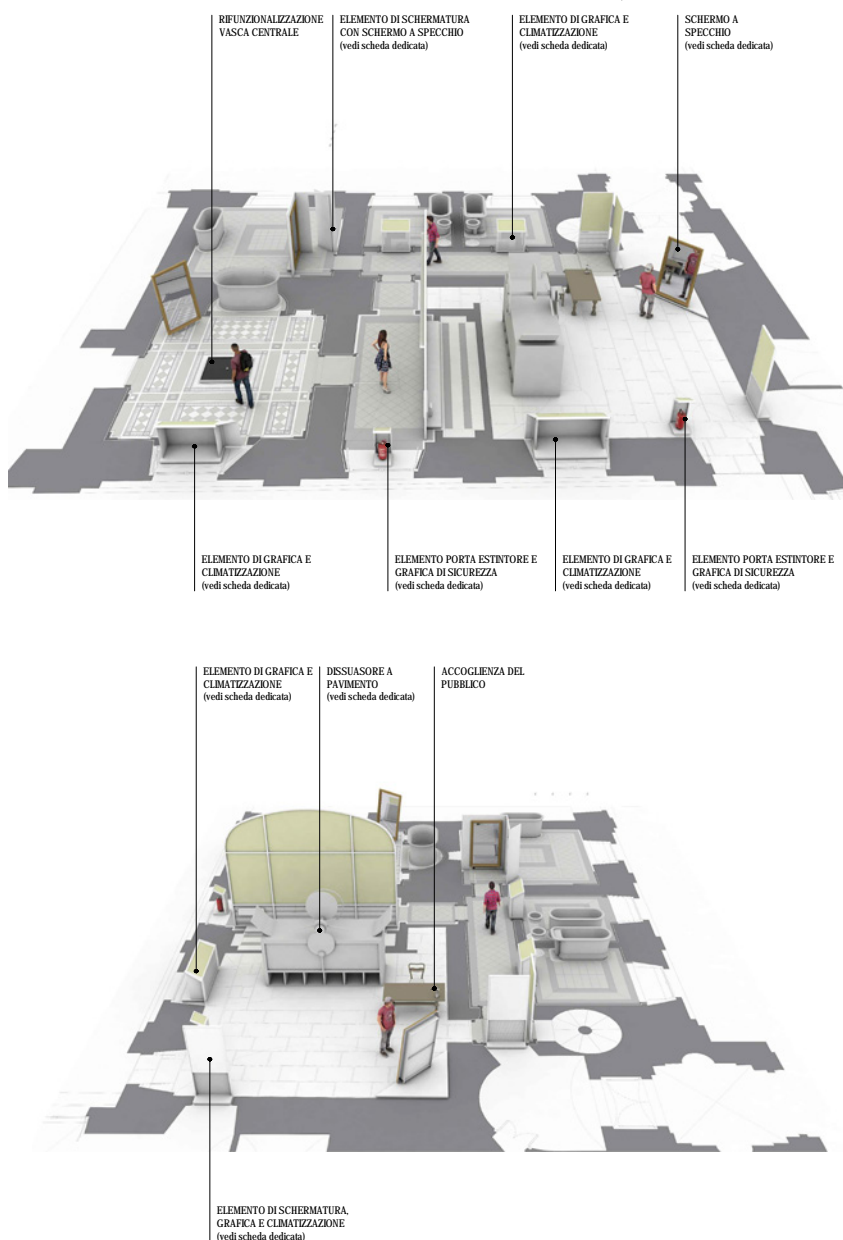 RIFUNZIONALIZZAZIONE
VASCA CENTRALE
ELEMENTO DI SCHERMATURA
CON SCHERMO A SPECCHIO
(vedi scheda dedicata)
ELEMENTO DI GRAFICA E
CLIMATIZZAZIONE
(vedi scheda dedicata)
SCHERMO A
SPECCHIO
(vedi scheda dedicata)
ELEMENTO DI GRAFICA E
CLIMATIZZAZIONE
(vedi scheda dedicata)
ELEMENTO PORTA ESTINTORE E
GRAFICA DI SICUREZZA
(vedi scheda dedicata)
ELEMENTO DI GRAFICA E
CLIMATIZZAZIONE
(vedi scheda dedicata)
ELEMENTO PORTA ESTINTORE E
GRAFICA DI SICUREZZA
(vedi scheda dedicata)
ELEMENTO DI GRAFICA E
CLIMATIZZAZIONE
(vedi scheda dedicata)
DISSUASORE A
PAVIMENTO
(vedi scheda dedicata)
ACCOGLIENZA DEL
PUBBLICO
ELEMENTO DI SCHERMATURA,
GRAFICA E CLIMATIZZAZIONE
(vedi scheda dedicata)